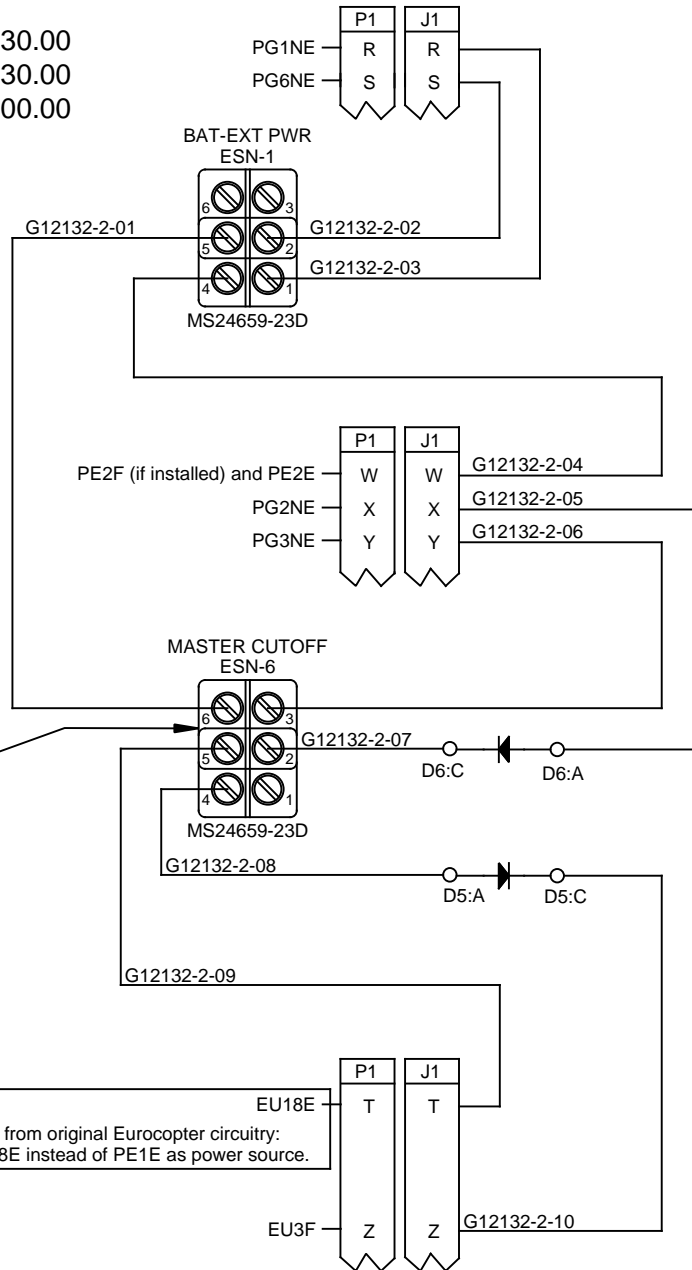 30.00
30.00
00.00
P1 J1
PG1NE R R
PG6NE S S
BAT-EXT PWR
ESN-1
6 3
G12132-2-01 5 2 G12132-2-02
4 1 G12132-2-03
MS24659-23D
P1 J1
PE2F (if installed) and PE2E W W G12132-2-04
PG2NE X X G12132-2-05
PG3NE Y Y G12132-2-06
MASTER CUTOFF
ESN-6
6 3
5 2 G12132-2-07
D6:C D6:A
4 1
MS24659-23D
G12132-2-08
D5:A D5:C
G12132-2-09
P1 J1
EU18E T T
from original Eurocopter circuitry:
8E instead of PE1E as power source.
EU3F Z Z G12132-2-10